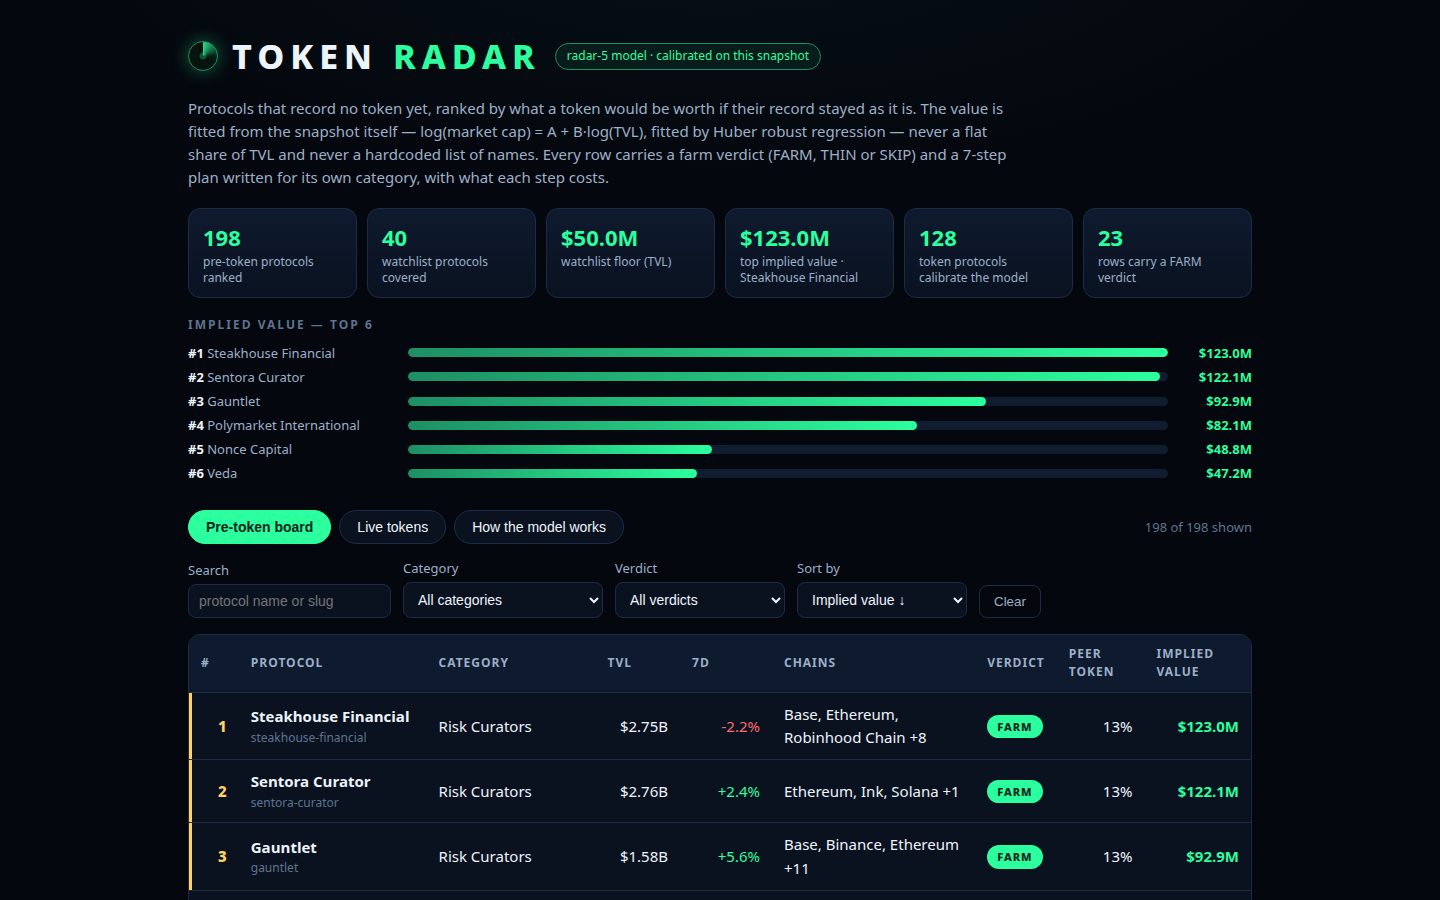 TOKEN RADAR
radar-5 model · calibrated on this snapshot
Protocols that record no token yet, ranked by what a token would be worth if their record stayed as it is. The value is
fitted from the snapshot itself — log(market cap) = A + B·log(TVL), fitted by Huber robust regression — never a flat
share of TVL and never a hardcoded list of names. Every row carries a farm verdict (FARM, THIN or SKIP) and a 7-step
plan written for its own category, with what each step costs.
198
pre-token protocols
ranked
40
watchlist protocols
covered
$50.0M
watchlist floor (TVL)
$123.0M
top implied value ·
Steakhouse Financial
128
token protocols
calibrate the model
23
rows carry a FARM
verdict
IMPLIED VALUE — TOP 6
#1 Steakhouse Financial $123.0M
#2 Sentora Curator $122.1M
#3 Gauntlet $92.9M
#4 Polymarket International $82.1M
#5 Nonce Capital $48.8M
#6 Veda $47.2M
Pre-token board
Live tokens
How the model works
198 of 198 shown
Search
Category
Verdict
Sort by
protocol name or slug
All categories
All verdicts
Implied value ↓
Clear
# PROTOCOL CATEGORY TVL 7D CHAINS VERDICT PEER TOKEN IMPLIED VALUE
1 Steakhouse Financial Risk Curators $2.75B -2.2% Base, Ethereum, FARM 13% $123.0M
steakhouse-financial Robinhood Chain +8
2 Sentora Curator Risk Curators $2.76B +2.4% Ethereum, Ink, Solana +1 FARM 13% $122.1M
sentora-curator
3 Gauntlet Risk Curators $1.58B +5.6% Base, Binance, Ethereum FARM 13% $92.9M
gauntlet +11